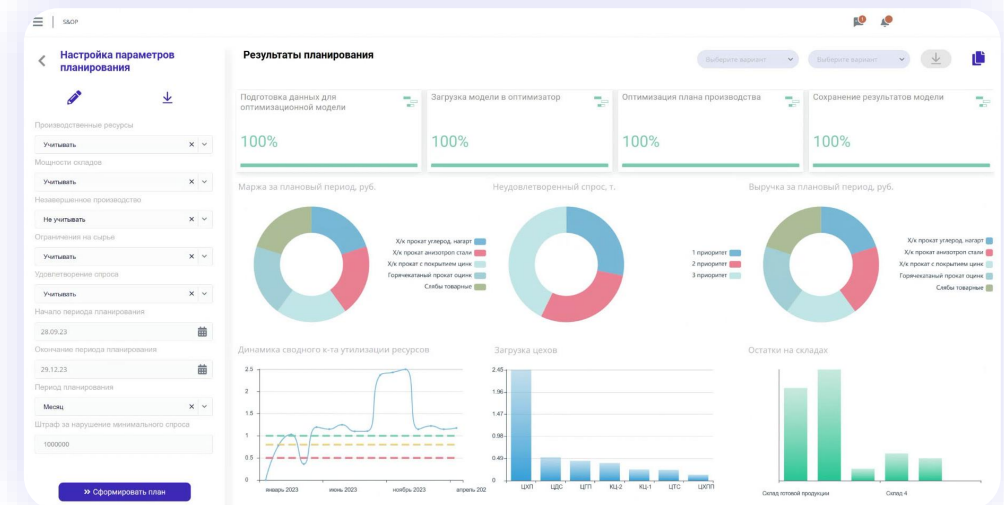 S&OP
Настройка параметров
планирования
Производственные ресурсы
Учитывать
Мощности складов
Учитывать
Незавершенное производство
Не учитывать
Ограничения на сырье
Учитывать
Удовлетворение спроса
Учитывать
Начало периода планирования
28.09.23
Окончание периода планирования
29.12.23
Период планирования
Месяц
Штраф за нарушение минимального спроса
1000000
Сформировать план
Результаты планирования
Выберите вариант
Выберите вариант
Подготовка данных для
оптимизационной модели
100%
Загрузка модели в оптимизатор
100%
Оптимизация плана производства
100%
Сохранение результатов модели
100%
Маржа за плановый период, руб.
Х/к прокат углерод. нагарт
Х/к прокат анизотроп стали
Х/к прокат с покрытием цинк
Горячекатаный прокат оцинк
Слябы товарные
Неудовлетворенный спрос, т.
1 приоритет
2 приоритет
3 приоритет
Выручка за плановый период, руб.
Х/к прокат углерод. нагарт
Х/к прокат анизотроп стали
Х/к прокат с покрытием цинк
Горячекатаный прокат оцинк
Слябы товарные
Динамика сводного к-та утилизации ресурсов
2.5
2
1.5
1
0.5
0
январь 2023 июнь 2023 ноябрь 2023 апрель 202
Загрузка цехов
2.45
1.96
1.47
0.98
0.49
0
ЦХП ЦДС ЦГП КЦ-2 КЦ-1 ЦТС ЦХПП
Остатки на складах
Склад готовой продукции Склад 4